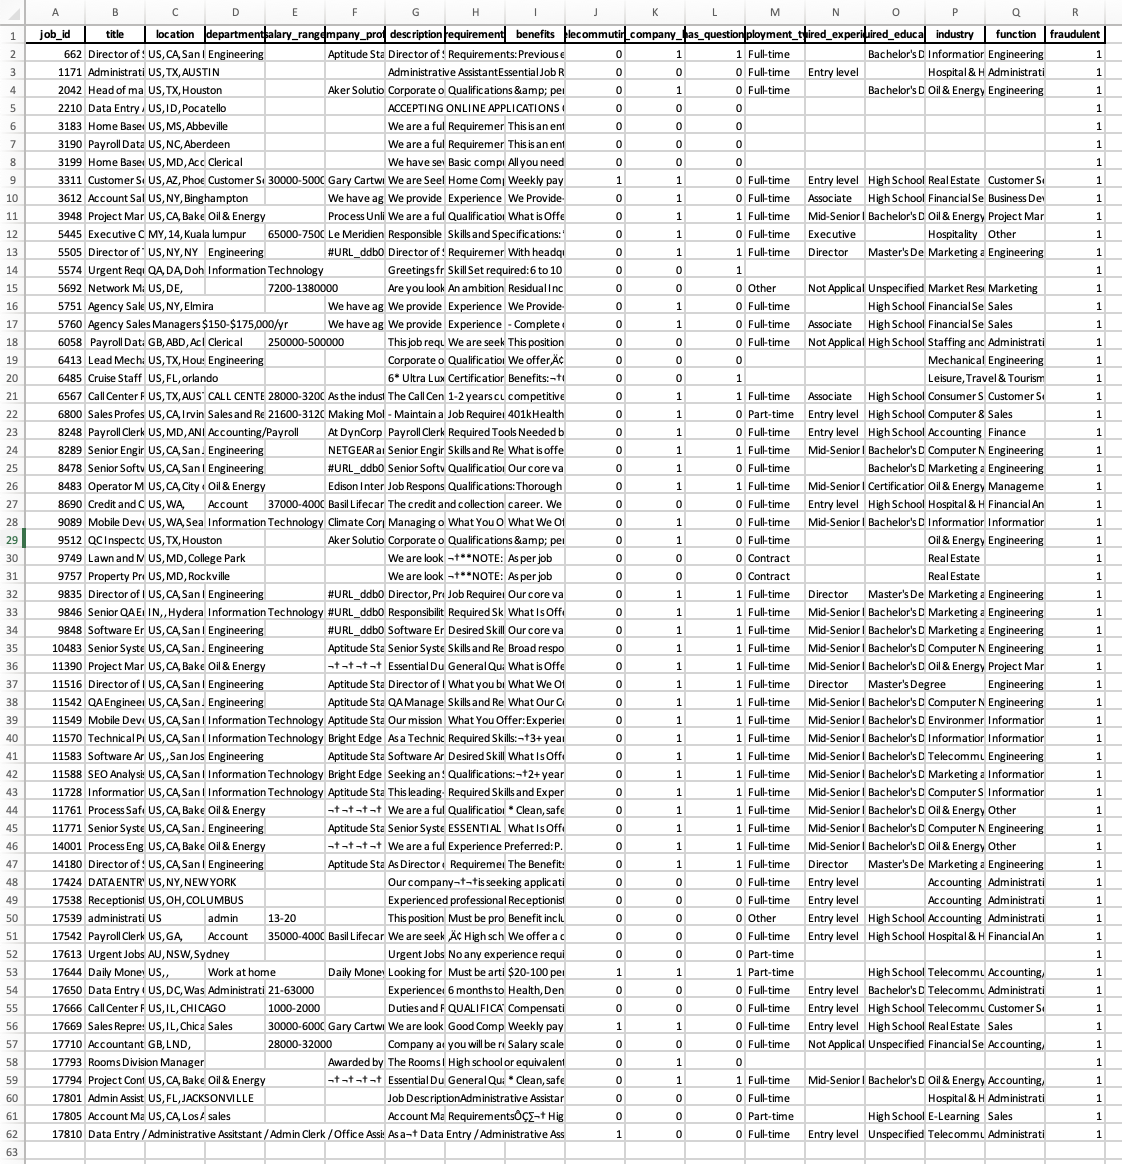 A B C D E F G H I J K L M N O P Q R
1 job_id title location department salary_range mpany_prof description requirement benefits elecommutin _company_l as_question ployment_t ired_experi ired_educa industry function fraudulent
2 662 Director of US, CA, San Engineering Aptitude Sta Director of Requirements:Previous e 0 1 1 Full-time Bachelor's D Information Engineering 1
3 1171 Administrati US, TX, AUSTIN Administrative AssistantEssential Job R 0 0 0 Full-time Entry level Hospital & H Administrati 1
4 2042 Head of ma US, TX, Houston Aker Solutio Corporate o Qualifications&amp; per 0 1 0 Full-time Bachelor's D Oil & Energy Engineering 1
5 2210 Data Entry US, ID, Pocatello ACCEPTING ONLINE APPLICATIONS 0 0 0 1
6 3183 Home Base US, MS, Abbeville We are a ful Requiremer This is an ent 0 0 0 1
7 3190 Payroll Data US, NC, Aberdeen We are a ful Requiremer This is an ent 0 0 0 1
8 3199 Home Base US, MD, Acc Clerical We have sev Basic compu All you need 0 0 0 1
9 3311 Customer Se US, AZ, Phoe Customer Se 30000-5000 Gary Cartw We are Seel Home Comp Weekly pay 1 1 0 Full-time Entry level High School Real Estate Customer Se 1
10 3612 Account Sal US, NY, Binghampton We have ag We provide Experience We Provide- 0 1 0 Full-time Associate High School Financial Se Business Dev 1
11 3948 Project Mar US, CA, Bake Oil & Energy Process Unli We are a ful Qualification What is Offe 0 1 1 Full-time Mid-Senior l Bachelor's D Oil & Energy Project Mar 1
12 5445 Executive C MY, 14, Kuala lumpur 65000-7500 Le Meridien Responsible Skills and Specifications: 0 1 0 Full-time Executive Hospitality Other 1
13 5505 Director of US, NY, NY Engineering #URL_ddb0 Director of Requiremer With headq 0 1 1 Full-time Director Master's De Marketing a Engineering 1
14 5574 Urgent Req QA, DA, Doh Information Technology Greetings fr Skill Set required:6 to 10 0 0 1 1
15 5692 Network Ma US, DE, 7200-1380000 Are you look An ambition Residual Inc 0 0 0 Other Not Applical Unspecified Market Res Marketing 1
16 5751 Agency Sale US, NY, Elmira We have ag We provide Experience We Provide- 0 1 0 Full-time High School Financial Se Sales 1
17 5760 Agency Sales Managers $150-$175,000/yr We have ag We provide Experience - Complete 0 1 0 Full-time Associate High School Financial Se Sales 1
18 6058 Payroll Data GB, ABD, Acl Clerical 250000-500000 This job requ We are seek This position 0 0 0 Full-time Not Applical High School Staffing and Administrati 1
19 6413 Lead Mecha US, TX, Hous Engineering Corporate o Qualification We offer‚Ä¢ 0 0 0 Mechanical Engineering 1
20 6485 Cruise Staff US, FL, orlando 6* Ultra Lux Certification Benefits:¬† 0 0 1 Leisure, Travel & Tourism 1
21 6567 Call Center R US, TX, AUST CALL CENTE 28000-3200 As the indust The Call Cen 1-2 years cu competitive 0 1 0 Full-time Associate High School Consumer S Customer Se 1
22 6800 Sales Profes US, CA, Irvin Sales and Re 21600-3120 Making Mol - Maintain a Job Requirer 401kHealth 0 1 0 Part-time Entry level High School Computer & Sales 1
23 8248 Payroll Clerk US, MD, ANI Accounting/Payroll At DynCorp Payroll Clerk Required Tools Needed b 0 1 0 Full-time Entry level High School Accounting Finance 1
24 8289 Senior Engir US, CA, San Engineering NETGEAR ar Senior Engir Skills and Re What is offe 0 1 0 Full-time Mid-Senior l Bachelor's D Computer N Engineering 1
25 8478 Senior Softv US, CA, San Engineering #URL_ddb0 Senior Softv Qualification Our core va 0 1 0 Full-time Bachelor's D Marketing a Engineering 1
26 8483 Operator M US, CA, City Oil & Energy Edison Inter Job Respons Qualifications:Thorough 0 1 0 Full-time Mid-Senior l Certification Oil & Energy Manageme 1
27 8690 Credit and C US, WA, Account 37000-4000 Basil Lifecar The credit and collection career. We 0 1 0 Full-time Entry level High School Hospital & H Financial An 1
28 9089 Mobile Deve US, WA, Sea Information Technology Climate Corp Managing o What You O What We Of 0 1 0 Full-time Mid-Senior l Bachelor's D Information Information 1
29 9512 QC Inspecto US, TX, Houston Aker Solutio Corporate o Qualifications&amp; per 0 1 0 Full-time Oil & Energy Engineering 1
30 9749 Lawn and M US, MD, College Park We are look ¬†**NOTE: As per job 0 0 0 Contract Real Estate 1
31 9757 Property Pr US, MD, Rockville We are look ¬†**NOTE: As per job 0 0 0 Contract Real Estate 1
32 9835 Director of US, CA, San Engineering #URL_ddb0 Director, Pr Job Requirer Our core va 0 1 1 Full-time Director Master's De Marketing a Engineering 1
33 9846 Senior QA E IN, , Hydera Information Technology #URL_ddb0 Responsibilit Required Sk What Is Offe 0 1 1 Full-time Mid-Senior l Bachelor's D Marketing a Information 1
34 9848 Software Er US, CA, San Engineering #URL_ddb0 Software Er Desired Skill Our core va 0 1 1 Full-time Mid-Senior l Bachelor's D Marketing a Engineering 1
35 10483 Senior Syste US, CA, San Engineering Aptitude Sta Senior Syste Skills and Re Broad respo 0 1 1 Full-time Mid-Senior l Bachelor's D Computer N Engineering 1
36 11390 Project Mar US, CA, Bake Oil & Energy ¬† ¬† ¬† ¬† Essential Du General Qua What is Offe 0 1 1 Full-time Mid-Senior l Bachelor's D Oil & Energy Project Mar 1
37 11516 Director of US, CA, San Engineering Aptitude Sta Director of What you br What We Of 0 1 1 Full-time Director Master's Degree Engineering 1
38 11542 QA Engineer US, CA, San Engineering Aptitude Sta QA Manage Skills and Re What Our Co 0 1 1 Full-time Mid-Senior l Bachelor's D Computer N Engineering 1
39 11549 Mobile Deve US, CA, San Information Technology Aptitude Sta Our mission What You Offer:Experier 0 1 1 Full-time Mid-Senior l Bachelor's D Environmer Information 1
40 11570 Technical P US, CA, San Information Technology Bright Edge As a Technic Required Skills:¬†3+ year 0 1 1 Full-time Mid-Senior l Bachelor's D Information Information 1
41 11583 Software Ar US, , San Jos Engineering Aptitude Sta Software Ar Desired Skill What Is Offe 0 1 1 Full-time Mid-Senior l Bachelor's D Telecommu Engineering 1
42 11588 SEO Analysis US, CA, San Information Technology Bright Edge Seeking an S Qualifications:¬†2+ year 0 1 1 Full-time Mid-Senior l Bachelor's D Marketing a Information 1
43 11728 Information US, CA, San Information Technology Aptitude Sta This leading- Required Skills and Exper 0 1 1 Full-time Mid-Senior l Bachelor's D Computer S Information 1
44 11761 Process Safe US, CA, Bake Oil & Energy ¬† ¬† ¬† ¬† We are a ful Qualification * Clean, safe 0 1 1 Full-time Mid-Senior l Bachelor's D Oil & Energy Other 1
45 11771 Senior Syste US, CA, San Engineering Aptitude Sta Senior Syste ESSENTIAL What Is Offe 0 1 1 Full-time Mid-Senior l Bachelor's D Computer N Engineering 1
46 14001 Process Eng US, CA, Bake Oil & Energy ¬† ¬† ¬† ¬† We are a ful Experience Preferred:P. 0 1 1 Full-time Mid-Senior l Bachelor's D Oil & Energy Other 1
47 14180 Director of US, CA, San Engineering Aptitude Sta As Director Requiremer The Benefits 0 1 1 Full-time Director Master's De Marketing a Engineering 1
48 17424 DATA ENTR US, NY, NEW YORK Our company¬†¬†is seeking applicati 0 0 0 Full-time Entry level Accounting Administrati 1
49 17538 Receptionist US, OH, COLUMBUS Experienced professional Receptionist 0 0 0 Full-time Entry level Accounting Administrati 1
50 17539 administrati US admin 13-20 This position Must be pro Benefit inclu 0 0 0 Other Entry level High School Accounting Administrati 1
51 17542 Payroll Clerk US, GA, Account 35000-4000 Basil Lifecar We are seek ‚Ä¢ High sch We offer a c 0 0 0 Full-time Entry level High School Hospital & H Financial An 1
52 17613 Urgent Jobs AU, NSW, Sydney Urgent Jobs No any experience requi 0 0 0 Part-time 1
53 17644 Daily Money US, , Work at home Daily Money Looking for Must be arti $20-100 per 1 1 1 Part-time High School Telecommu Accounting/ 1
54 17650 Data Entry US, DC, Was Administrati 21-63000 Experienced 6 months to Health, Den 0 0 0 Full-time Entry level Bachelor's D Telecommu Administrati 1
55 17666 Call Center R US, IL, CHICAGO 1000-2000 Duties and R QUALIFICAT Compensati 0 0 0 Full-time Entry level High School Telecommu Customer Se 1
56 17669 Sales Repres US, IL, Chica Sales 30000-6000 Gary Cartw We are look Good Comp Weekly pay 1 1 0 Full-time Entry level High School Real Estate Sales 1
57 17710 Accountant GB, LND, 28000-32000 Company a you will be r Salary scale 0 0 0 Full-time Not Applical Unspecified Financial Se Accounting/ 1
58 17793 Rooms Division Manager Awarded by The Rooms High school or equivalent 0 1 0 1
59 17794 Project Cont US, CA, Bake Oil & Energy ¬† ¬† ¬† ¬† Essential Du General Qua * Clean, safe 0 1 1 Full-time Mid-Senior l Bachelor's D Oil & Energy Accounting/ 1
60 17801 Admin Assist US, FL, JACKSONVILLE Job DescriptionAdministrative Assistar 0 0 0 Full-time Hospital & H Administrati 1
61 17805 Account Ma US, CA, Los A sales Account Ma Requirements Hig 0 0 0 Part-time High School E-Learning Sales 1
62 17810 Data Entry / Administrative Assitstant / Admin Clerk / Office Assis As a¬† Data Entry / Administrative Ass 1 0 0 Full-time Entry level Unspecified Telecommu Administrati 1
63